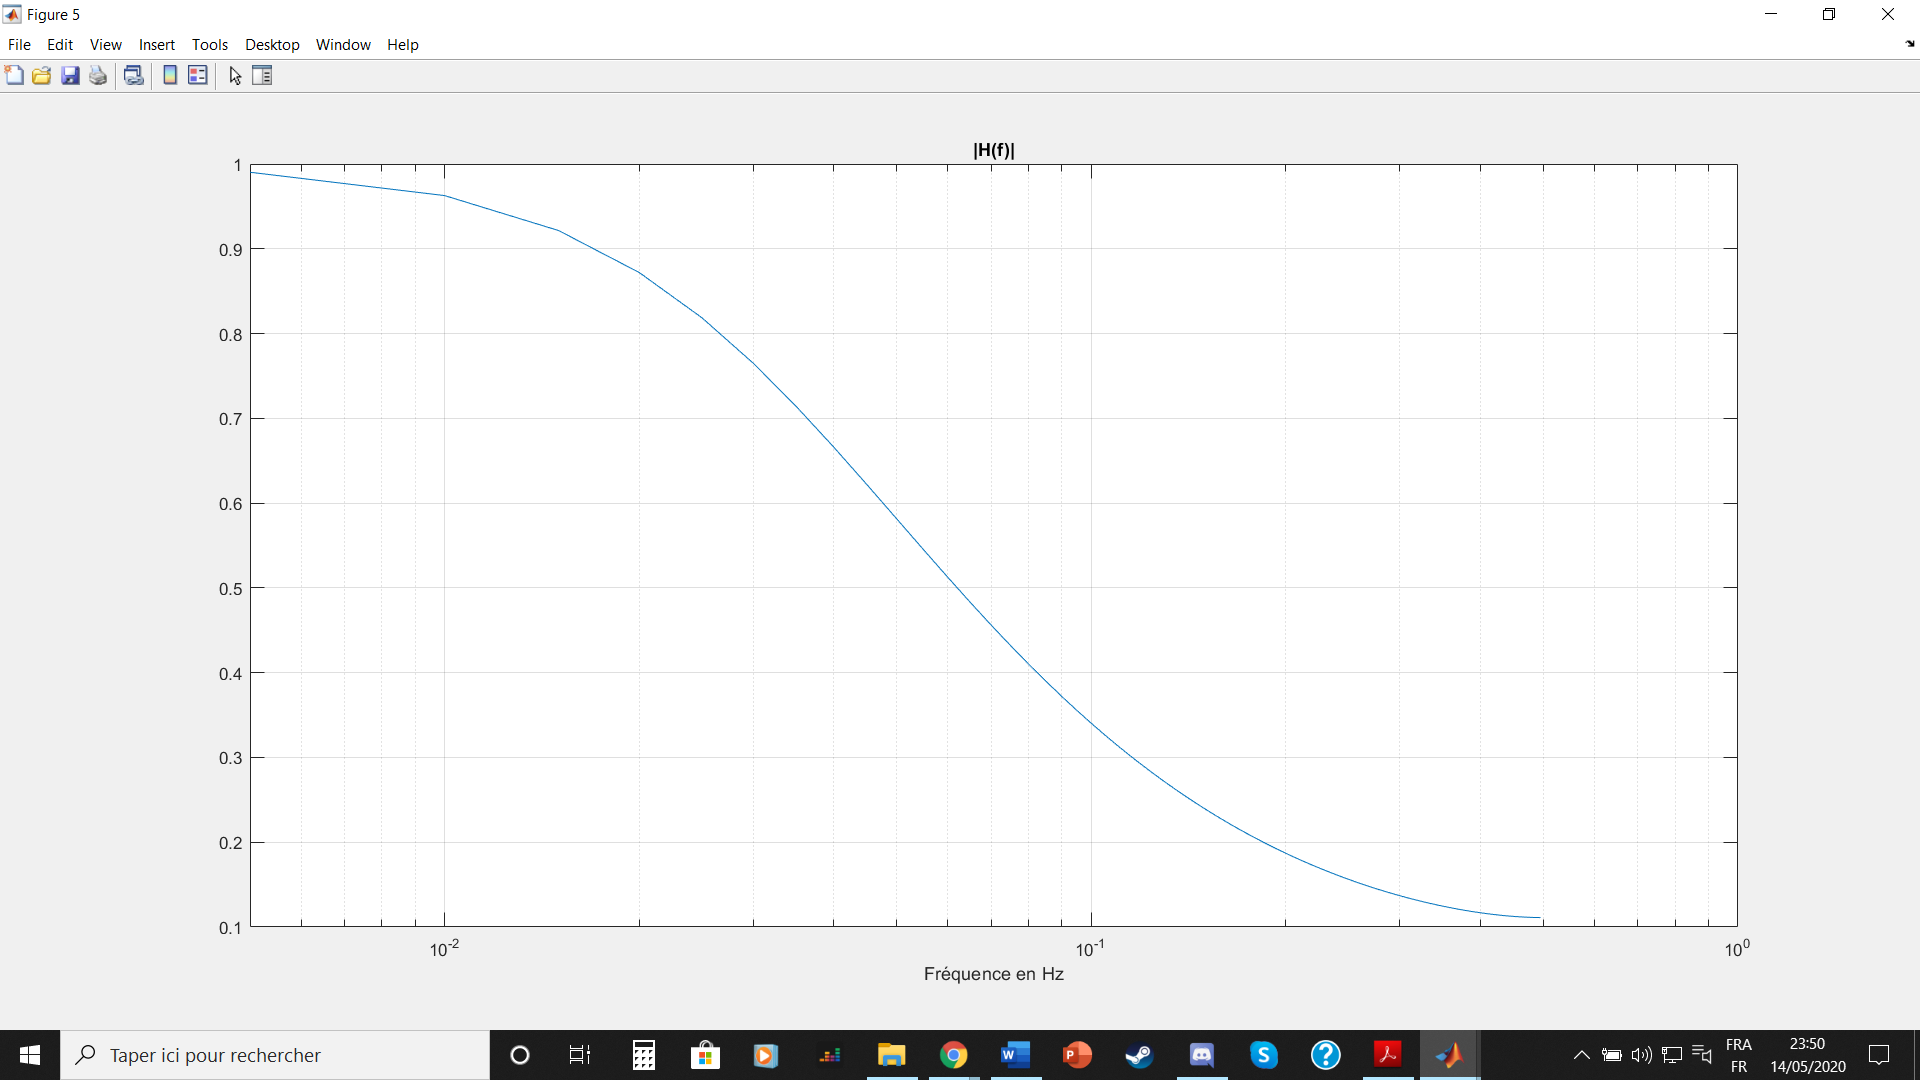 Figure 5
File Edit View Insert Tools Desktop Window Help
|H(f)|
1
0.9
0.8
0.7
0.6
0.5
0.4
0.3
0.2
0.1
10-2 10-1 100
Fréquence en Hz
Taper ici pour rechercher
W
P
S
?
FRA
FR
23:50
14/05/2020